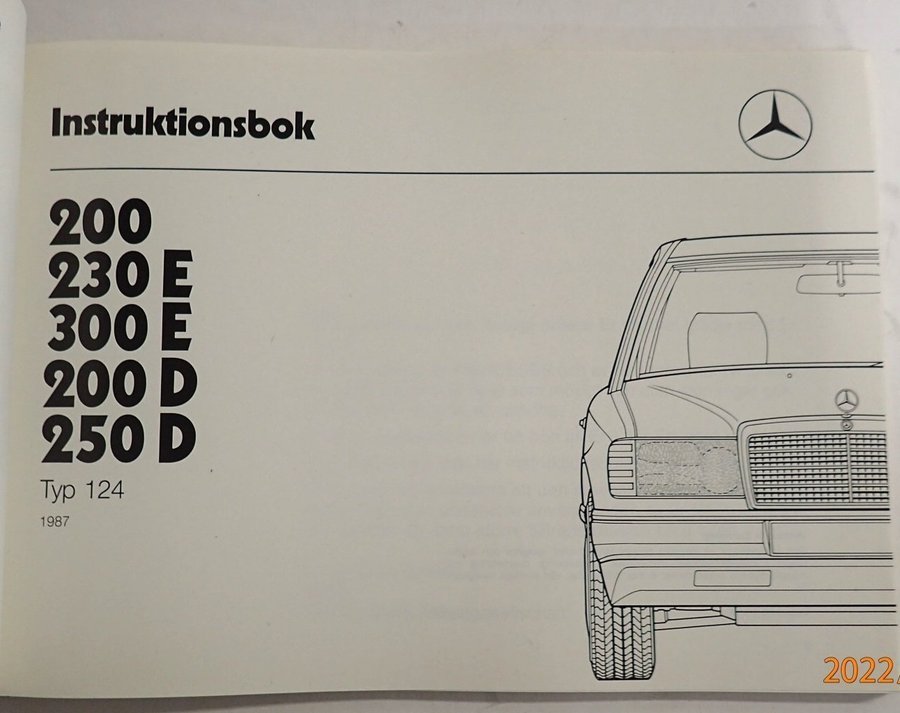 Instruktionsbok
200
230 E
300 E
200 D
250 D
Typ 124
1987
2022/